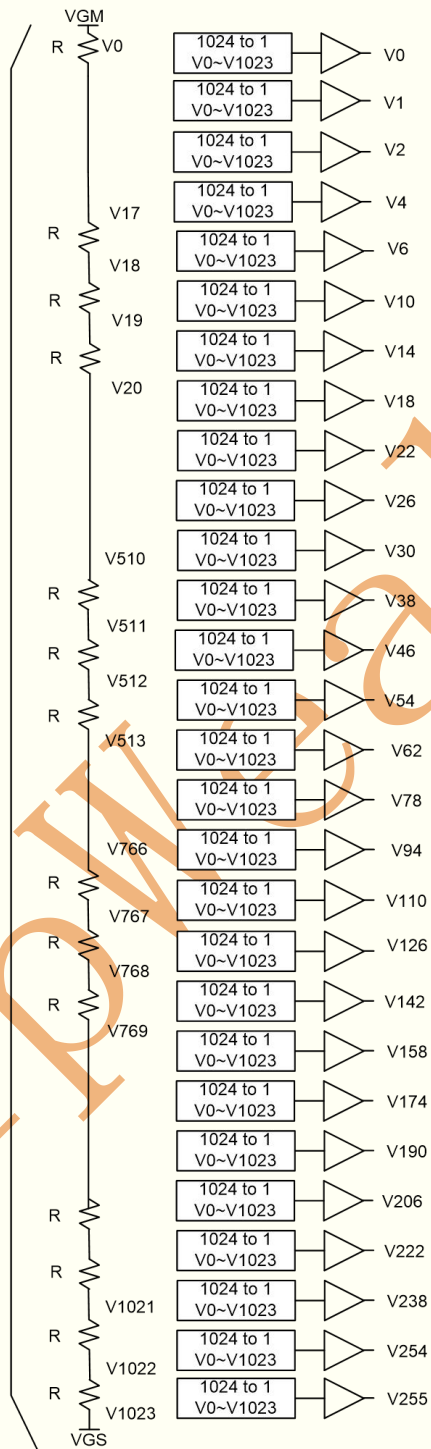 VGM
R
V0
V17
R
V18
R
V19
R
V20
V510
R
V511
R
V512
R
V513
V766
R
V767
R
V768
R
V769
R
R
V1021
R
V1022
R
V1023
VGS
1024 to 1
V0~V1023
V0
1024 to 1
V0~V1023
V1
1024 to 1
V0~V1023
V2
1024 to 1
V0~V1023
V4
1024 to 1
V0~V1023
V6
1024 to 1
V0~V1023
V10
1024 to 1
V0~V1023
V14
1024 to 1
V0~V1023
V18
1024 to 1
V0~V1023
V22
1024 to 1
V0~V1023
V26
1024 to 1
V0~V1023
V30
1024 to 1
V0~V1023
V38
1024 to 1
V0~V1023
V46
1024 to 1
V0~V1023
V54
1024 to 1
V0~V1023
V62
1024 to 1
V0~V1023
V78
1024 to 1
V0~V1023
V94
1024 to 1
V0~V1023
V110
1024 to 1
V0~V1023
V126
1024 to 1
V0~V1023
V142
1024 to 1
V0~V1023
V158
1024 to 1
V0~V1023
V174
1024 to 1
V0~V1023
V190
1024 to 1
V0~V1023
V206
1024 to 1
V0~V1023
V222
1024 to 1
V0~V1023
V238
1024 to 1
V0~V1023
V254
1024 to 1
V0~V1023
V255